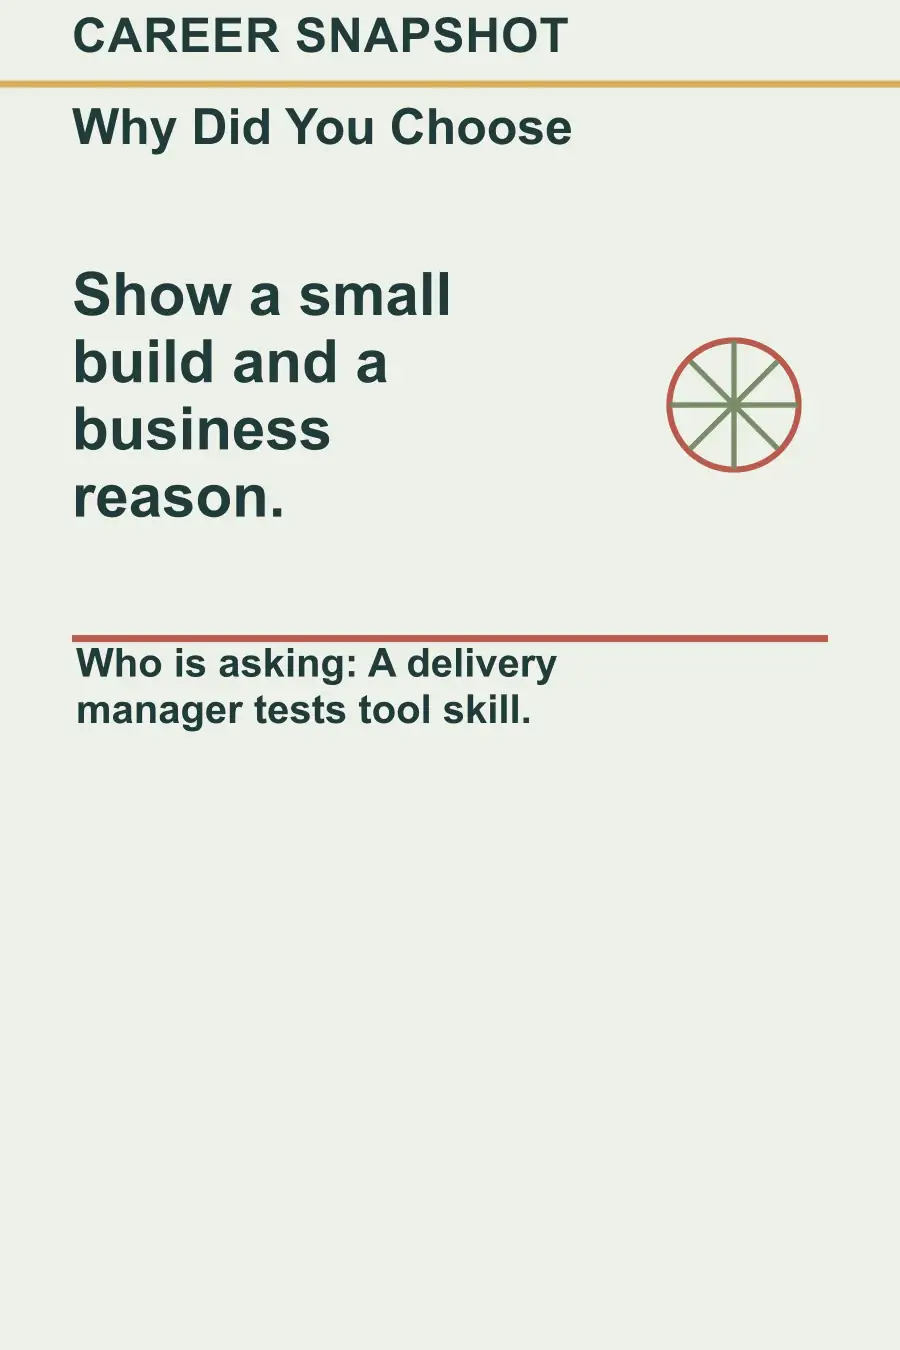 CAREER SNAPSHOT
Why Did You Choose
Show a small
build and a
business
reason.
Who is asking: A delivery
manager tests tool skill.